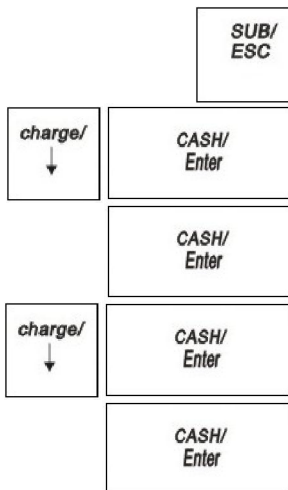 SUB/
ESC
charge/
CASH/
Enter
CASH/
Enter
charge/
CASH/
Enter
CASH/
Enter